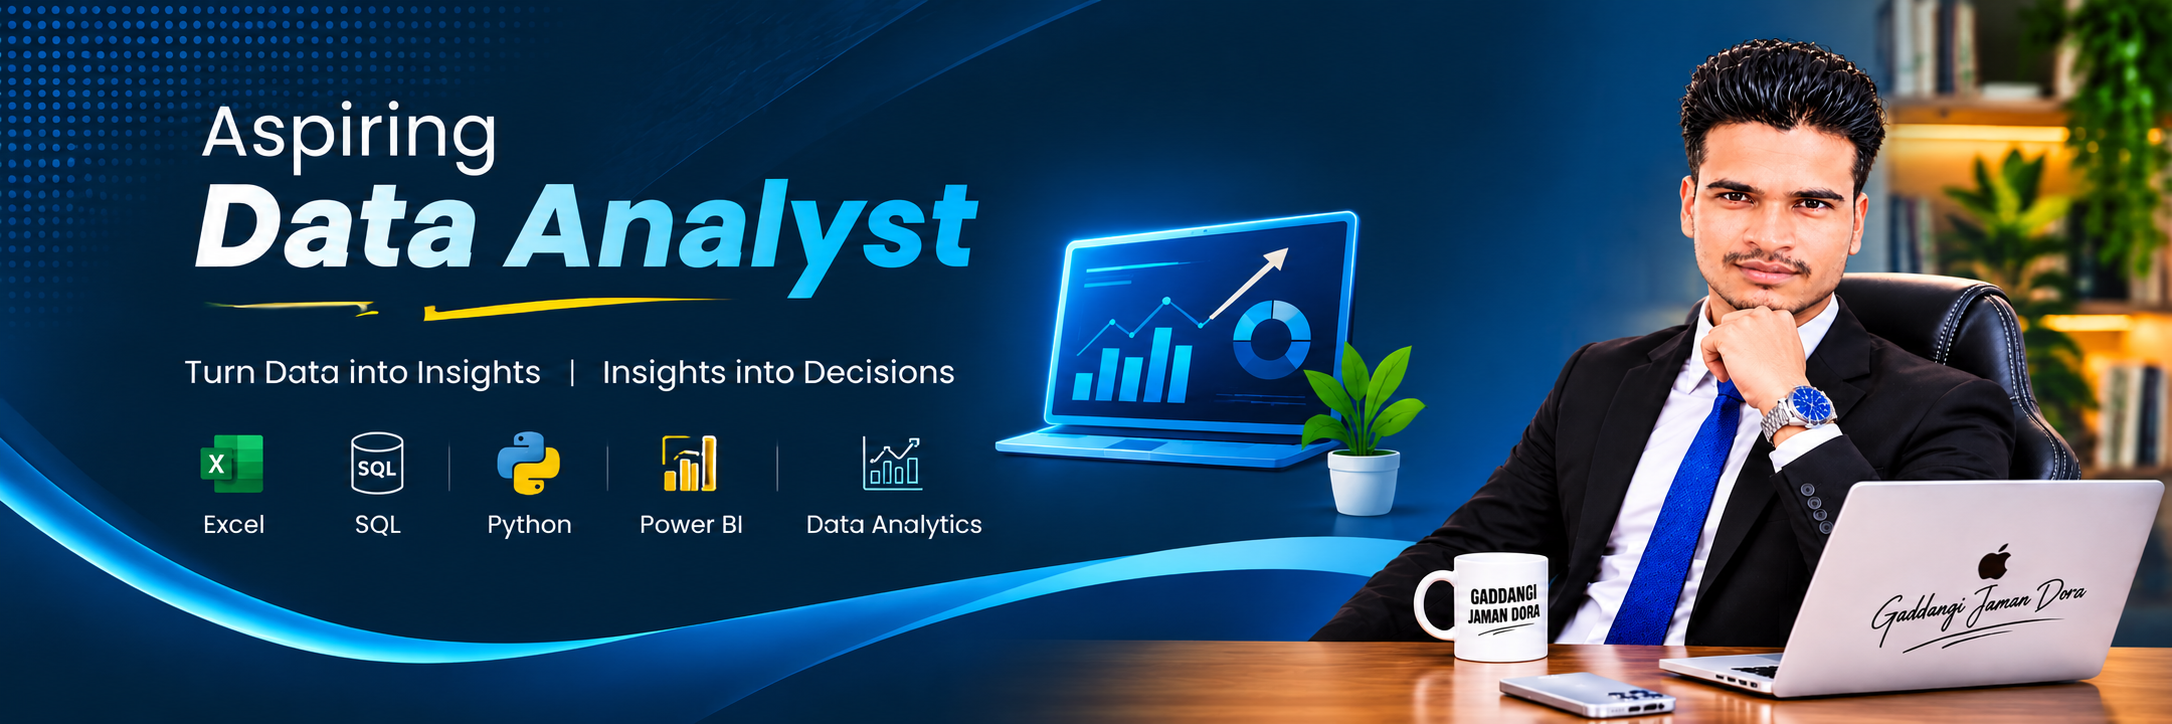 Aspiring
Data Analyst
Turn Data into Insights | Insights into Decisions
X
SQL
Excel
SQL
Python
Power BI
Data Analytics
GADDANGI
JAMAN DORA
Gaddangi Jaman Dora